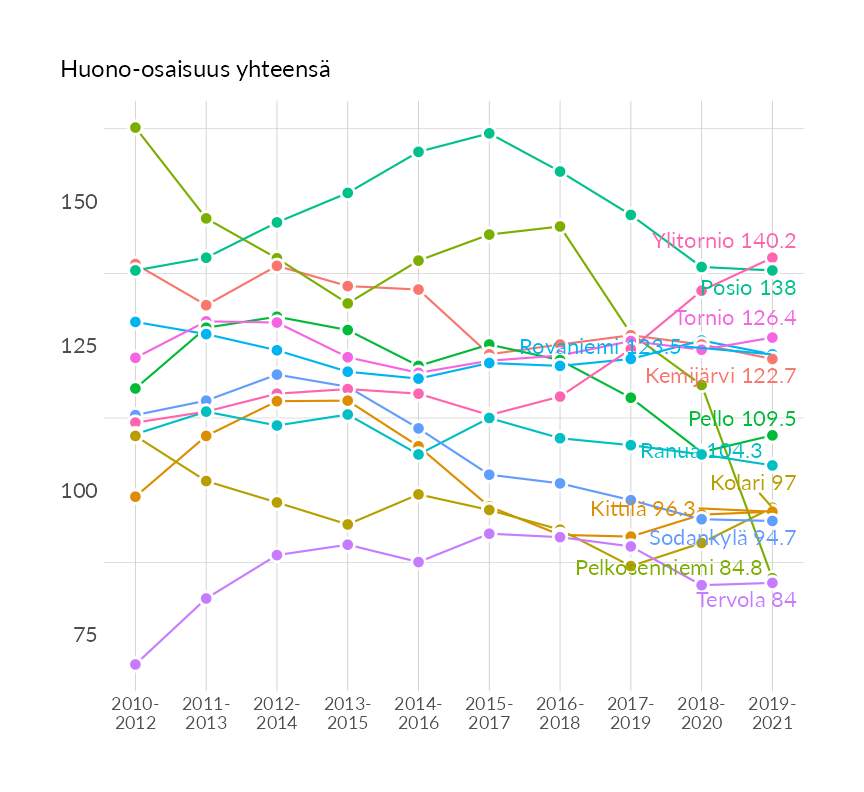 Huono-osaisuus yhteensä
150
125
100
75
Ylitornio 140.2
Posio 138
Tornio 126.4
Rovaniemi 123.5
Kemijärvi 122.7
Pello 109.5
Ranua 104.3
Kolari 97
Kittilä 96.3
Sodankylä 94.7
Pelkosenniemi 84.8
Tervola 84
2010- 2011- 2012- 2013- 2014- 2015- 2016- 2017- 2018- 2019-
2012 2013 2014 2015 2016 2017 2018 2019 2020 2021